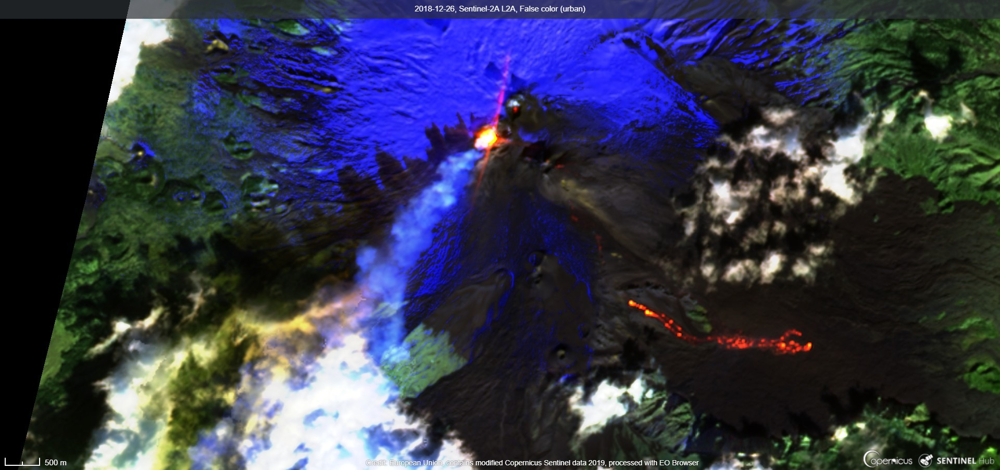 2018-12-26, Sentinel-2A L2A, False color (urban)
500 m
Credit: European Union, contains modified Copernicus Sentinel data 2019, processed with EO Browser
opernicus
SENTINEL Hub